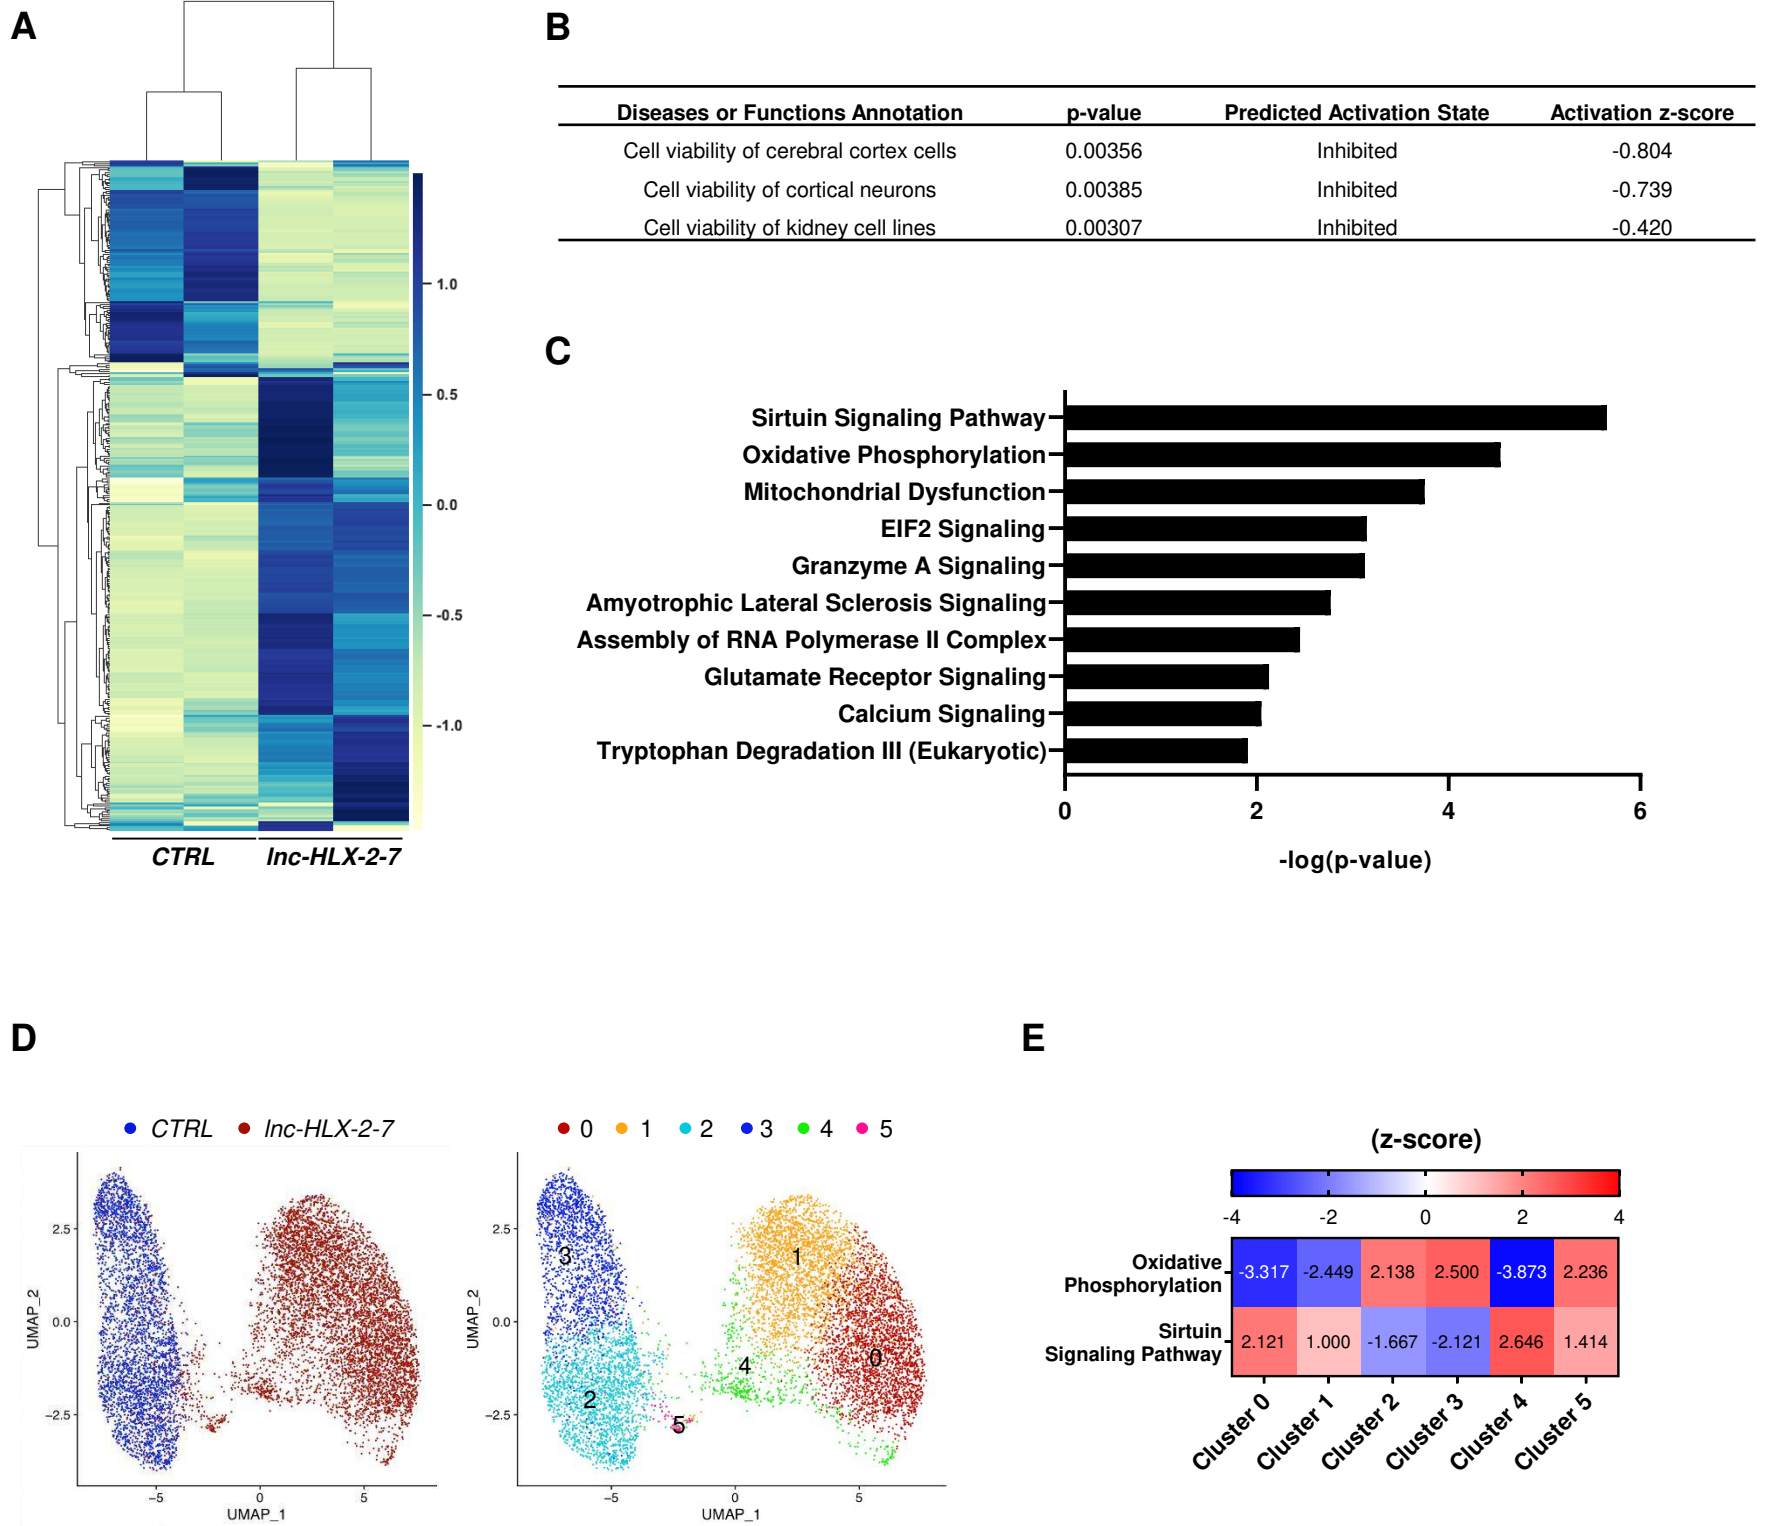 A
1.0
0.5
0.0
-0.5
-1.0
CTRL lnc-HLX-2-7
B
Diseases or Functions Annotation p-value Predicted Activation State Activation z-score
Cell viability of cerebral cortex cells 0.00356 Inhibited -0.804
Cell viability of cortical neurons 0.00385 Inhibited -0.739
Cell viability of kidney cell lines 0.00307 Inhibited -0.420
C
Sirtuin Signaling Pathway
Oxidative Phosphorylation
Mitochondrial Dysfunction
EIF2 Signaling
Granzyme A Signaling
Amyotrophic Lateral Sclerosis Signaling
Assembly of RNA Polymerase II Complex
Glutamate Receptor Signaling
Calcium Signaling
Tryptophan Degradation III (Eukaryotic)
0 2 4 6
-log(p-value)
D
CTRL lnc-HLX-2-7
2.5
0.0
−2.5
UMAP_2
−5 0 5
UMAP_1
0 1 2 3 4 5
2.5
0.0
−2.5
UMAP_2
3
1
0
4
2
5
−5 0 5
UMAP_1
E
(z-score)
-4 -2 0 2 4
Oxidative
Phosphorylation
-3.317 -2.449 2.138 2.500 -3.873 2.236
Sirtuin
Signaling Pathway
2.121 1.000 -1.667 -2.121 2.646 1.414
Cluster 0 Cluster 1 Cluster 2 Cluster 3 Cluster 4 Cluster 5